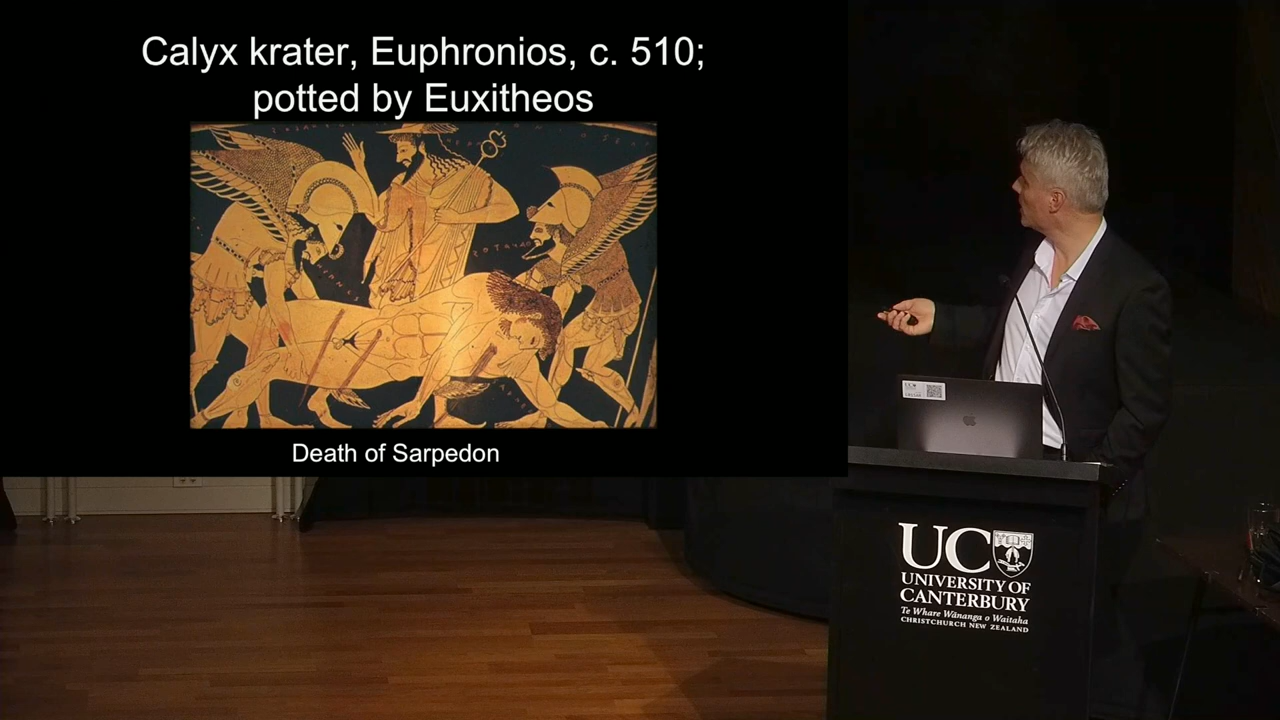 Calyx krater, Euphronios, c. 510;
potted by Euxitheos
Death of Sarpedon
UC
UC
UNIVERSITY OF
CANTERBURY
Te Whare Wānanga o Waitaha
CHRISTCHURCH NEW ZEALAND